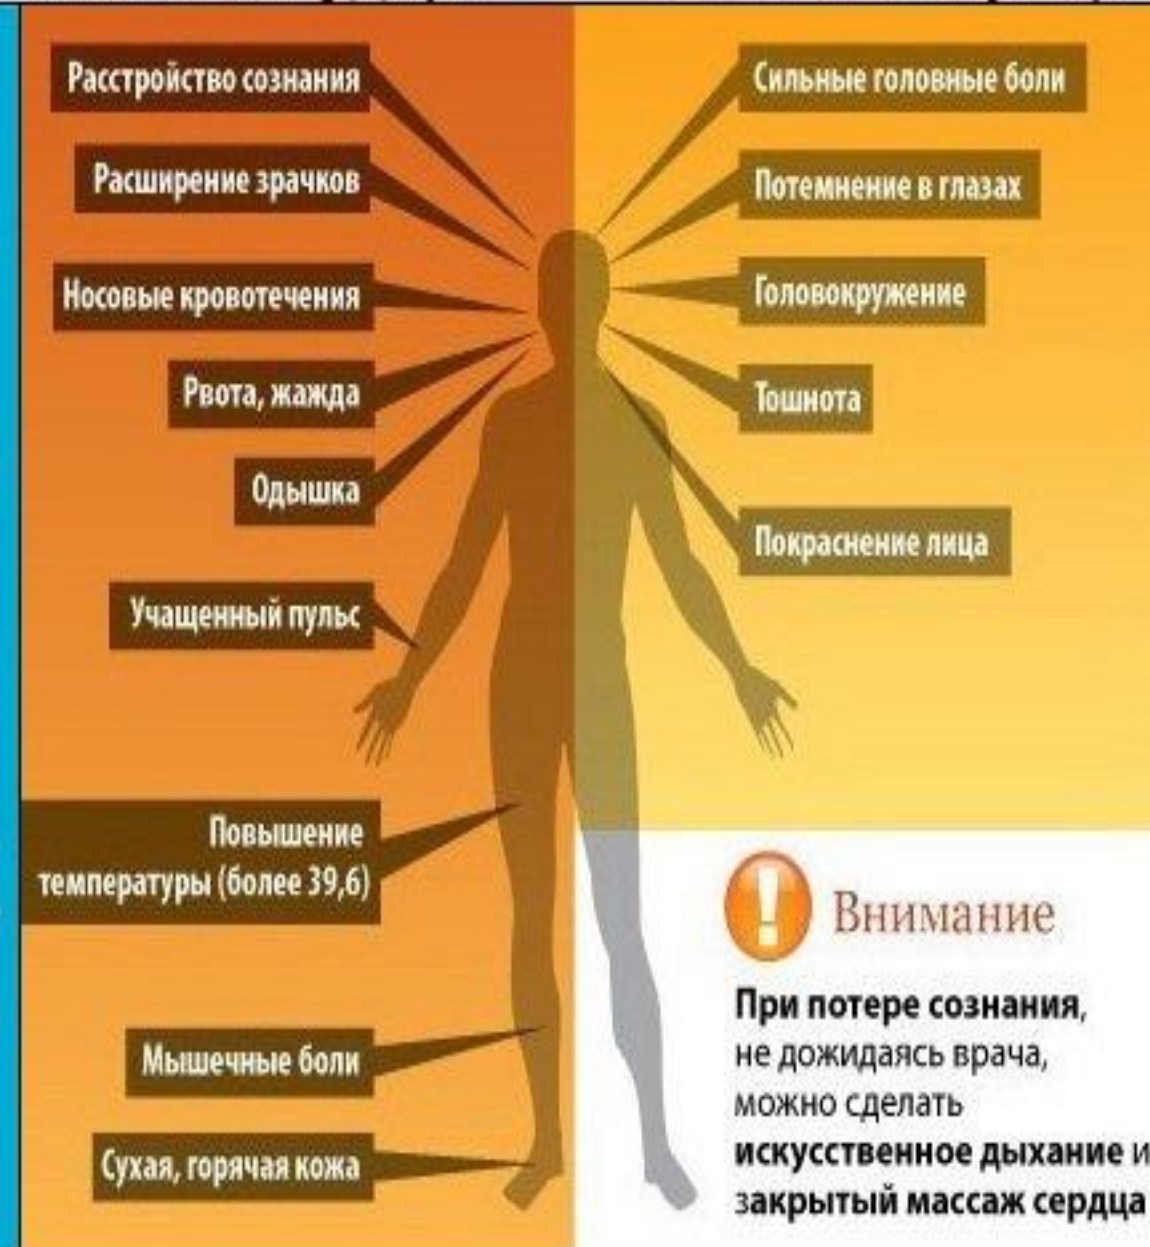 Расстройство сознания
Расширение зрачков
Носовые кровотечения
Рвота, жажда
Одышка
Учащенный пульс
Повышение
температуры (более 39,6)
Мышечные боли
Сухая, горячая кожа
Сильные головные боли
Потемнение в глазах
Головокружение
Тошнота
Покраснение лица
Внимание
При потере сознания,
не дожидаясь врача,
можно сделать
искусственное дыхание и
закрытый массаж сердца